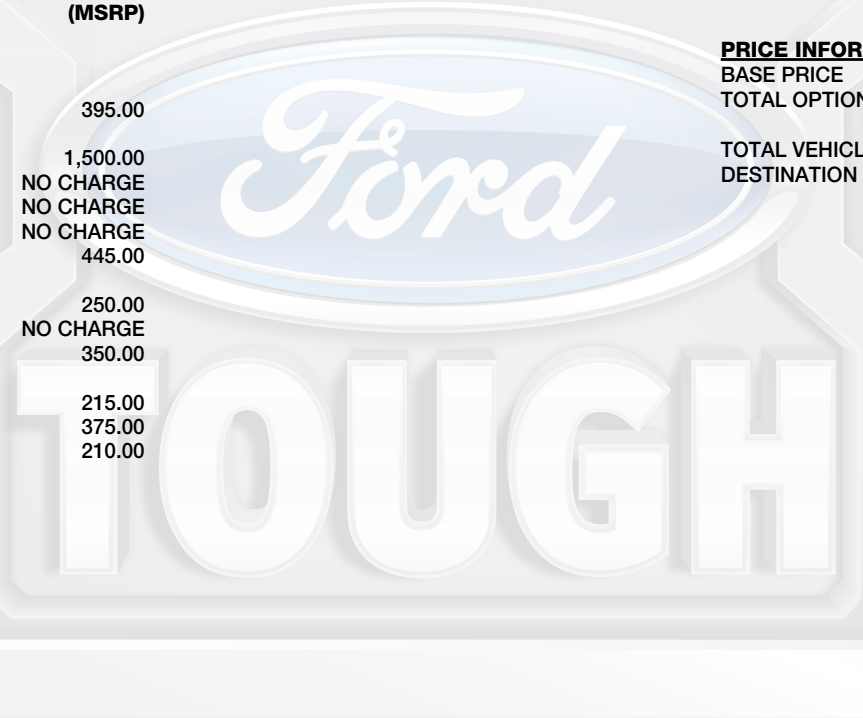 (MSRP)
395.00
1,500.00
NO CHARGE
NO CHARGE
NO CHARGE
445.00
250.00
NO CHARGE
350.00
215.00
375.00
210.00
PRICE INFOR
BASE PRICE
TOTAL OPTION
TOTAL VEHICL
DESTINATION
Ford
TOUGH